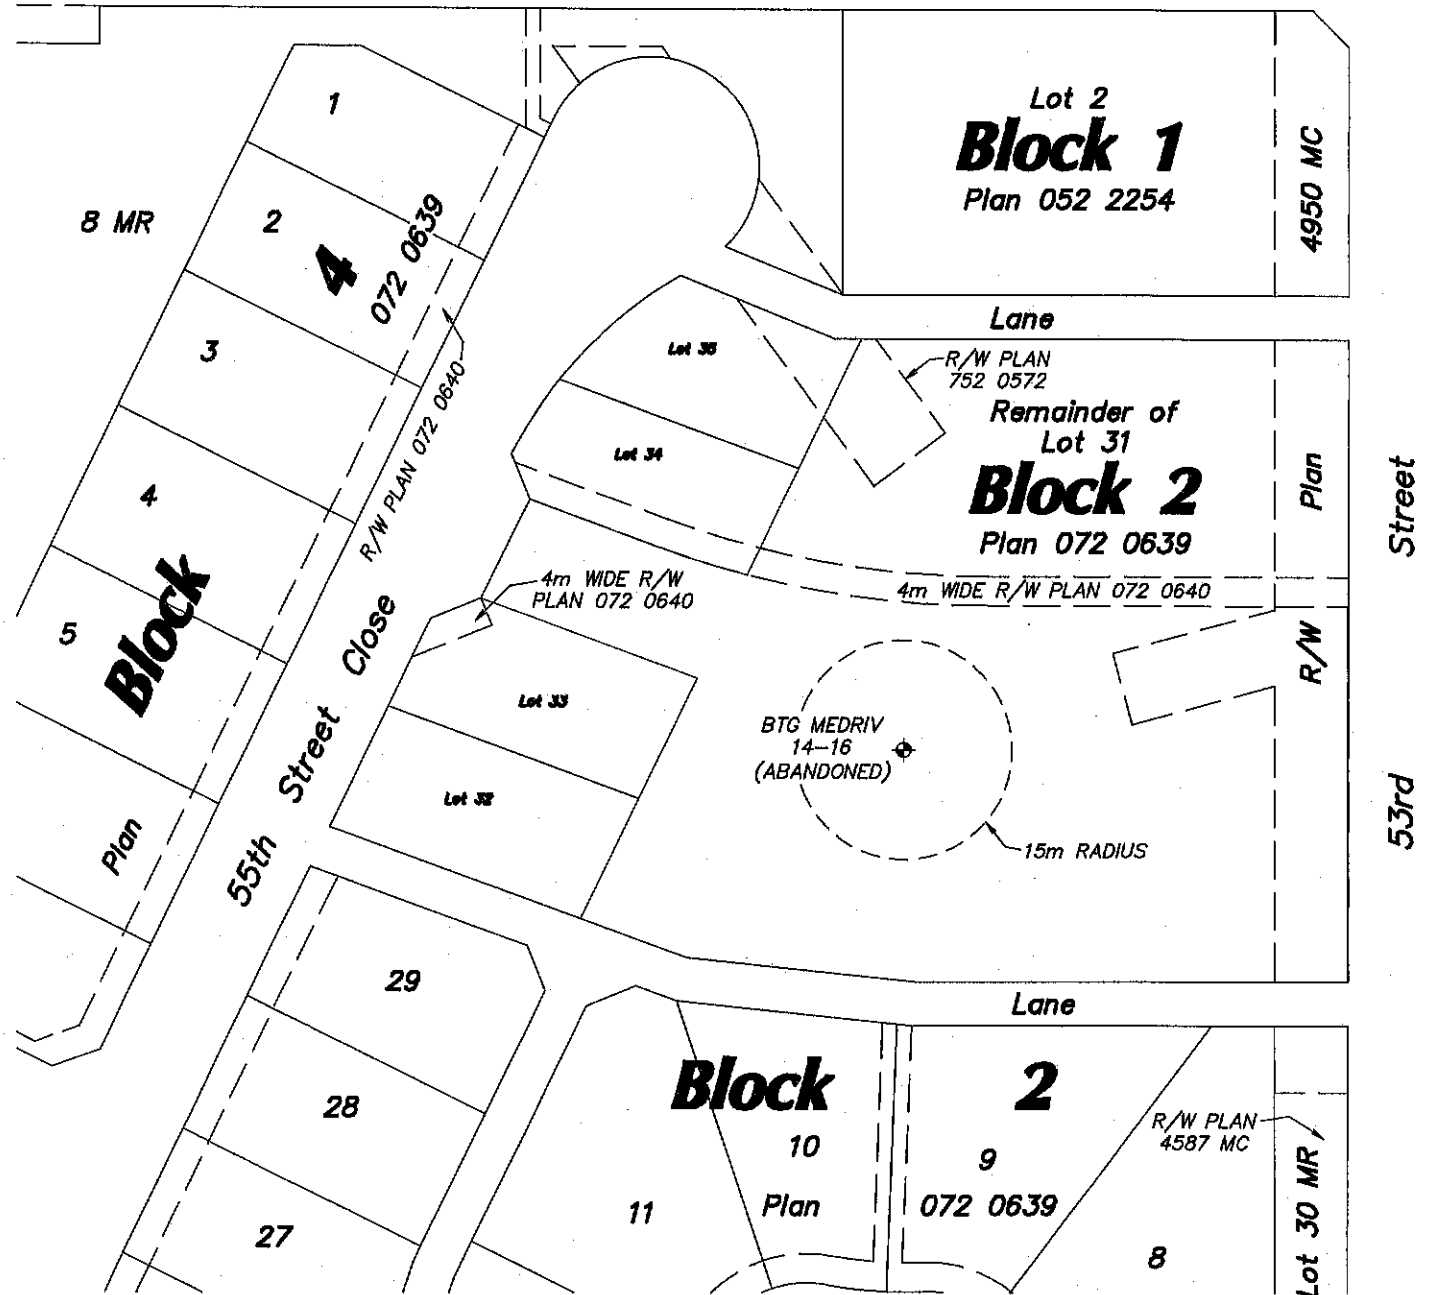 1
2
8 MR
4
072 0639
3
4
5
Block
Plan
R/W PLAN 072 0640
55th Street Close
Lot 2
Block 1
Plan 052 2254
4950 MC
Lane
Lot 35
Lot 34
R/W PLAN
752 0572
Remainder of
Lot 31
Block 2
Plan 072 0639
Plan
R/W
Street
53rd
4m WIDE R/W
PLAN 072 0640
4m WIDE R/W PLAN 072 0640
Lot 33
Lot 32
BTG MEDRIV
14-16
(ABANDONED)
15m RADIUS
Lane
29
28
27
Block 2
10
Plan
11
9
072 0639
8
R/W PLAN
4587 MC
Lot 30 MR